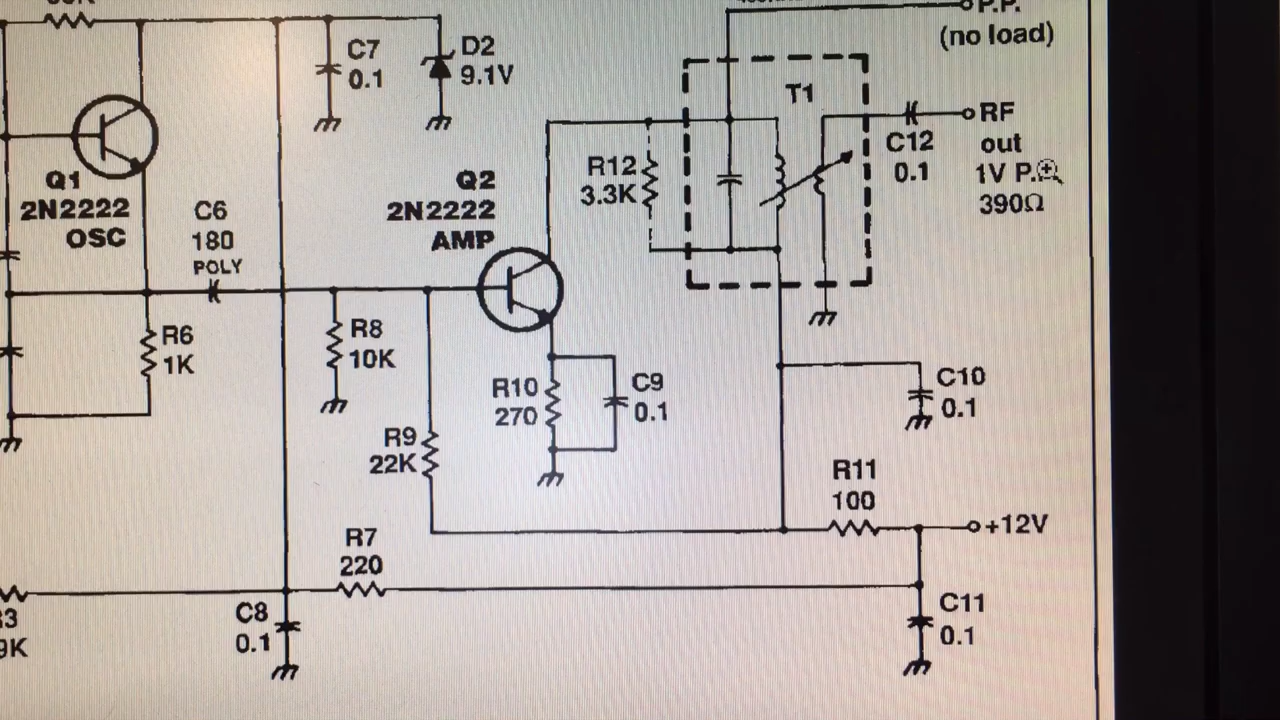 P.P.
(no load)
C7
0.1
D2
9.1V
T1
RF
out
1V P.
390Ω
C12
0.1
R12
3.3K
Q1
2N2222
OSC
C6
180
POLY
Q2
2N2222
AMP
R6
1K
R8
10K
R10
270
C9
0.1
C10
0.1
R9
22K
R11
100
+12V
R7
220
C8
0.1
C11
0.1